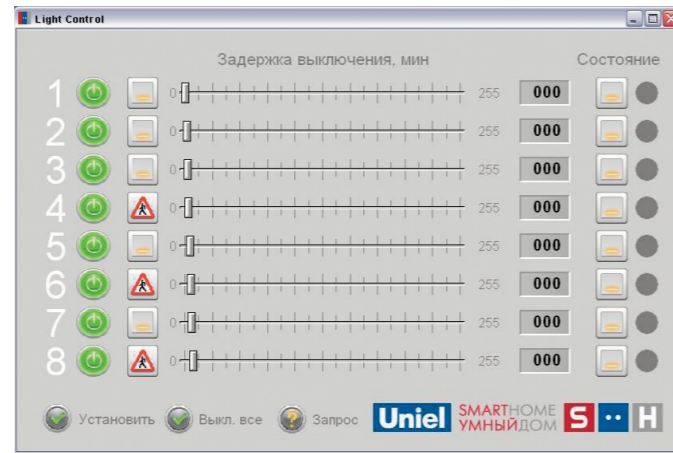 Light Control
Задержка выключения, мин
Состояние
1 0 255 000
2 0 255 000
3 0 255 000
4 0 255 000
5 0 255 000
6 0 255 000
7 0 255 000
8 0 255 000
Установить Выкл. все ? Запрос Uniel SMARTHOME
УМНЫЙДОМ S H